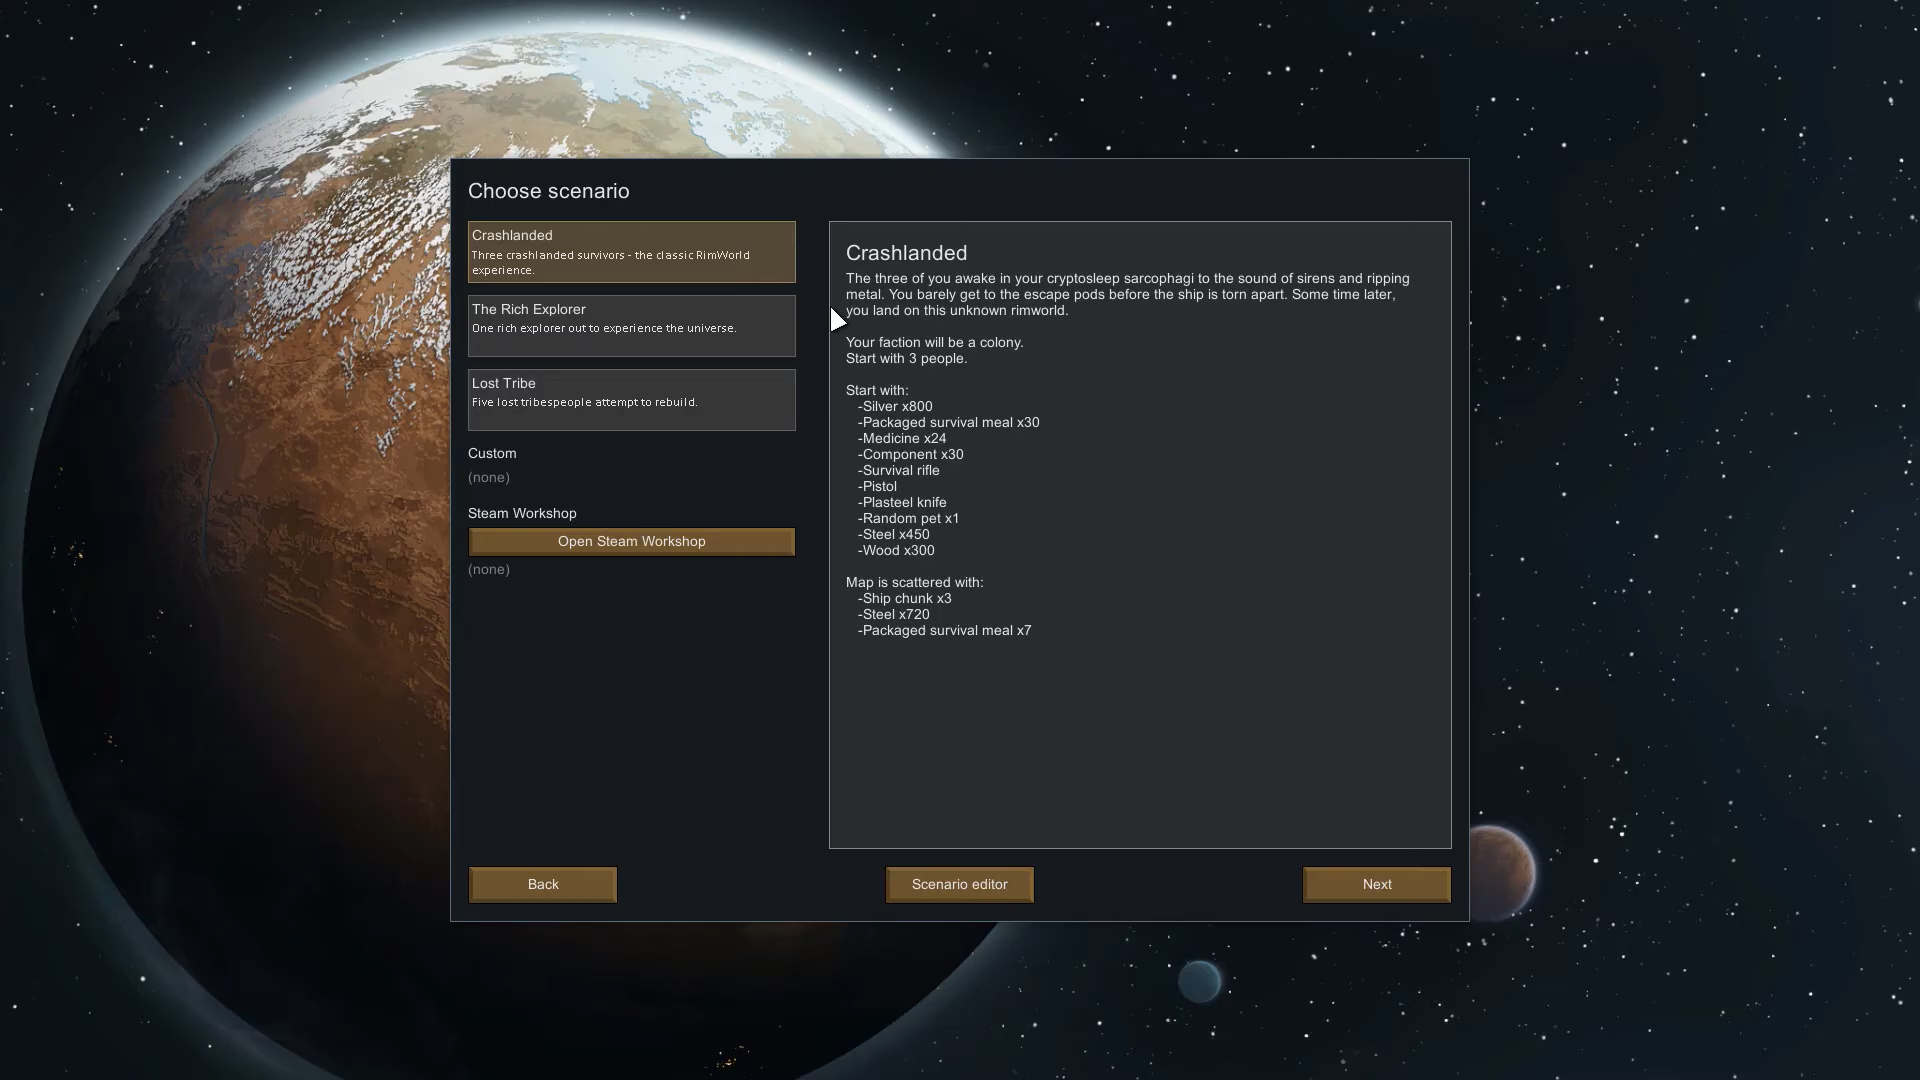 Choose scenario
Crashlanded
Three crashlanded survivors - the classic RimWorld
experience.
The Rich Explorer
One rich explorer out to experience the universe.
Lost Tribe
Five lost tribespeople attempt to rebuild.
Custom
(none)
Steam Workshop
Open Steam Workshop
(none)
Crashlanded
The three of you awake in your cryptosleep sarcophagi to the sound of sirens and ripping
metal. You barely get to the escape pods before the ship is torn apart. Some time later,
you land on this unknown rimworld.
Your faction will be a colony.
Start with 3 people.
Start with:
-Silver x800
-Packaged survival meal x30
-Medicine x24
-Component x30
-Survival rifle
-Pistol
-Plasteel knife
-Random pet x1
-Steel x450
-Wood x300
Map is scattered with:
-Ship chunk x3
-Steel x720
-Packaged survival meal x7
Back
Scenario editor
Next